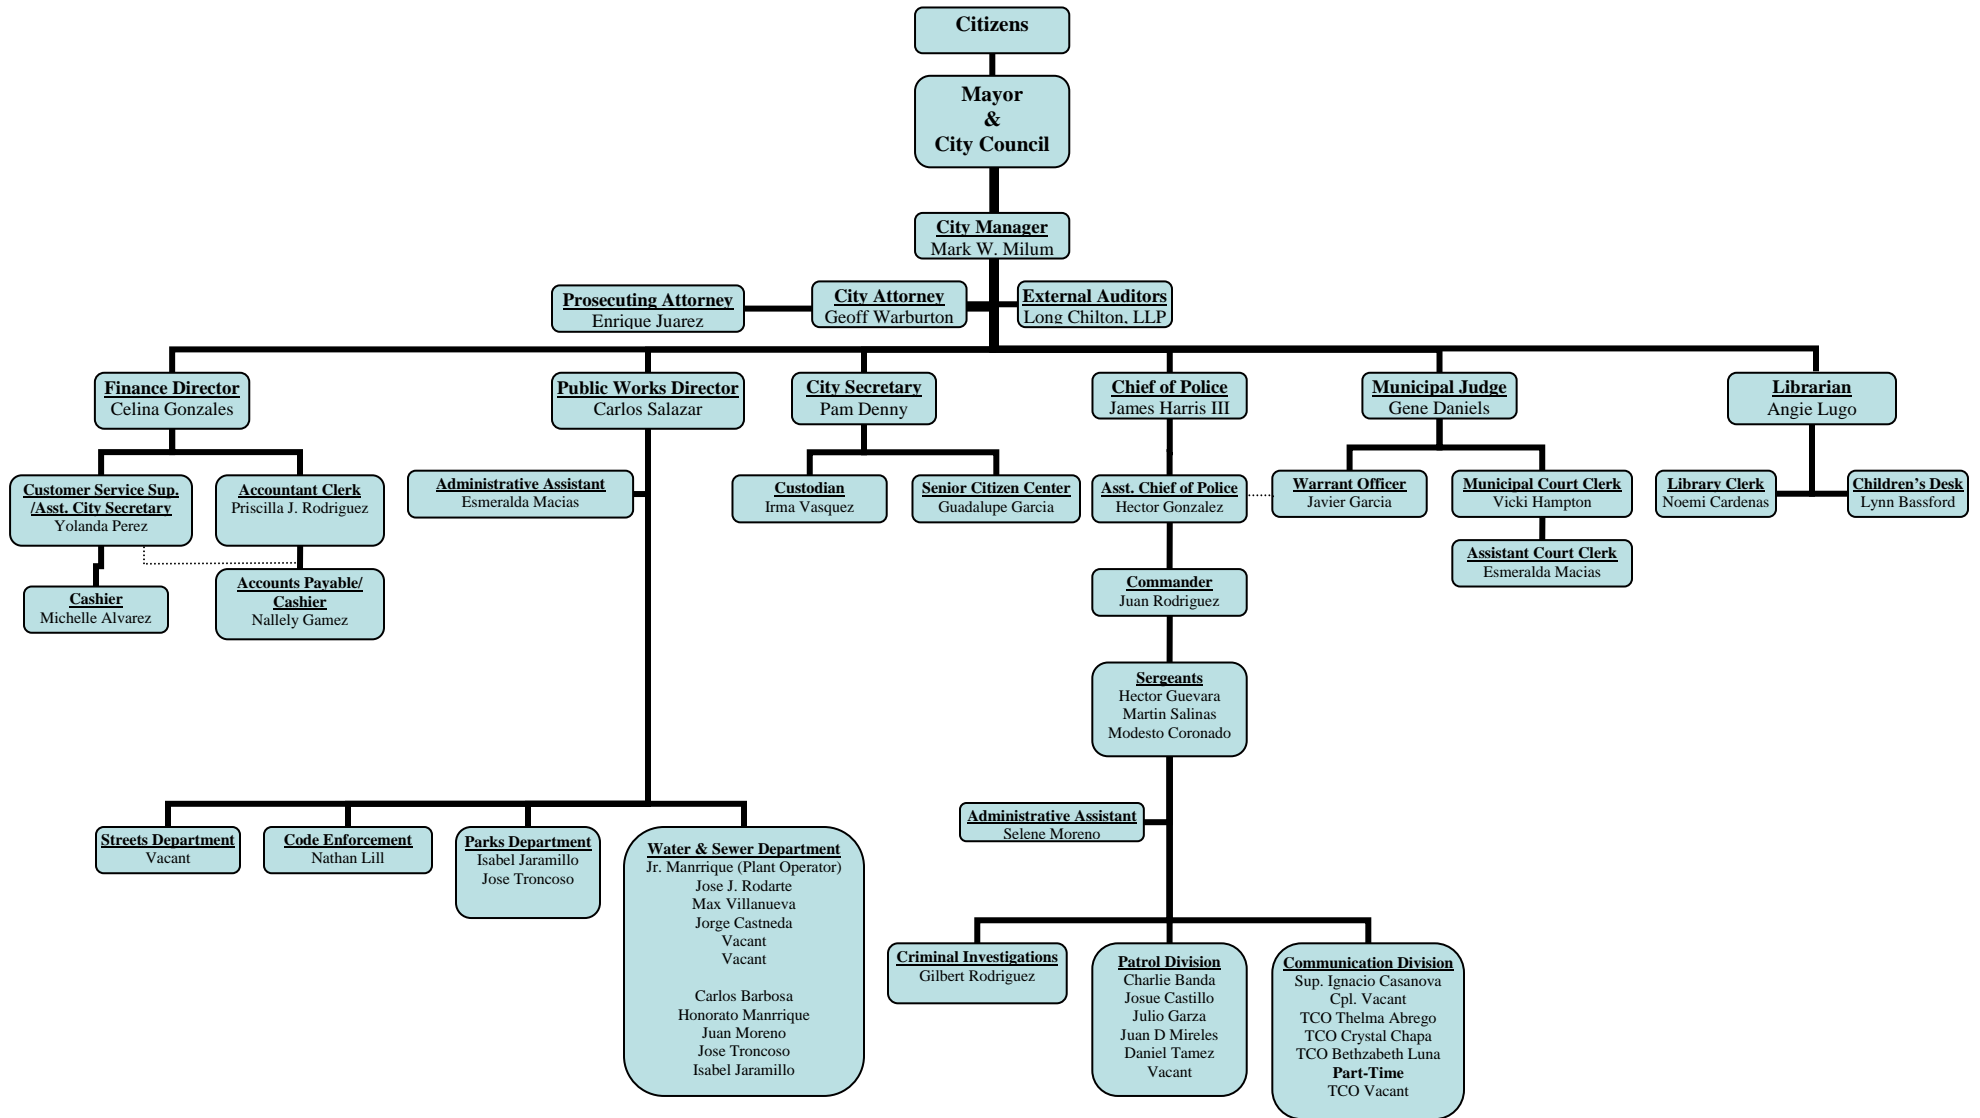 Citizens
Mayor
&
City Council
City Manager
Mark W. Milum
Prosecuting Attorney
Enrique Juarez
City Attorney
Geoff Warburton
External Auditors
Long Chilton, LLP
Finance Director
Celina Gonzales
Public Works Director
Carlos Salazar
City Secretary
Pam Denny
Chief of Police
James Harris III
Municipal Judge
Gene Daniels
Librarian
Angie Lugo
Customer Service Sup.
/Asst. City Secretary
Yolanda Perez
Accountant Clerk
Priscilla J. Rodriguez
Administrative Assistant
Esmeralda Macias
Custodian
Irma Vasquez
Senior Citizen Center
Guadalupe Garcia
Asst. Chief of Police
Hector Gonzalez
Warrant Officer
Javier Garcia
Municipal Court Clerk
Vicki Hampton
Library Clerk
Noemi Cardenas
Children's Desk
Lynn Bassford
Assistant Court Clerk
Esmeralda Macias
Cashier
Michelle Alvarez
Accounts Payable/
Cashier
Nallely Gamez
Commander
Juan Rodriguez
Sergeants
Hector Guevara
Martin Salinas
Modesto Coronado
Administrative Assistant
Selene Moreno
Streets Department
Vacant
Code Enforcement
Nathan Lill
Parks Department
Isabel Jaramillo
Jose Troncoso
Water & Sewer Department
Jr. Manrrique (Plant Operator)
Jose J. Rodarte
Max Villanueva
Jorge Castneda
Vacant
Vacant
Carlos Barbosa
Honorato Manrrique
Juan Moreno
Jose Troncoso
Isabel Jaramillo
Criminal Investigations
Gilbert Rodriguez
Patrol Division
Charlie Banda
Josue Castillo
Julio Garza
Juan D Mireles
Daniel Tamez
Vacant
Communication Division
Sup. Ignacio Casanova
Cpl. Vacant
TCO Thelma Abrego
TCO Crystal Chapa
TCO Bethzabeth Luna
Part-Time
TCO Vacant